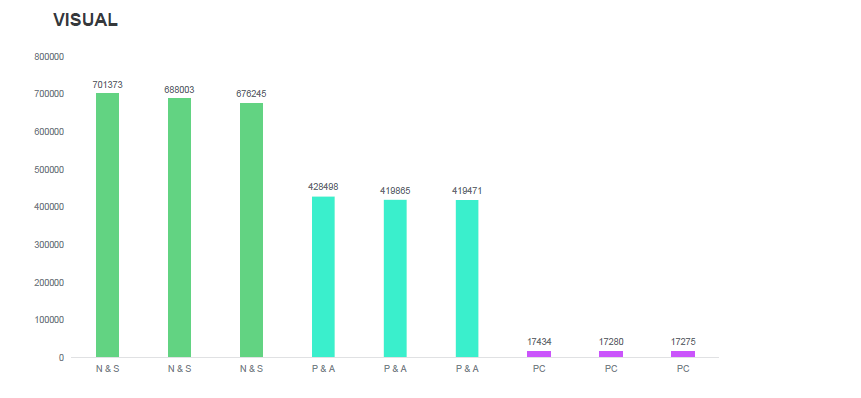 VISUAL
800000
700000
600000
500000
400000
300000
200000
100000
0
701373
688003
676245
428498
419865
419471
17434
17280
17275
N & S
N & S
N & S
P & A
P & A
P & A
PC
PC
PC